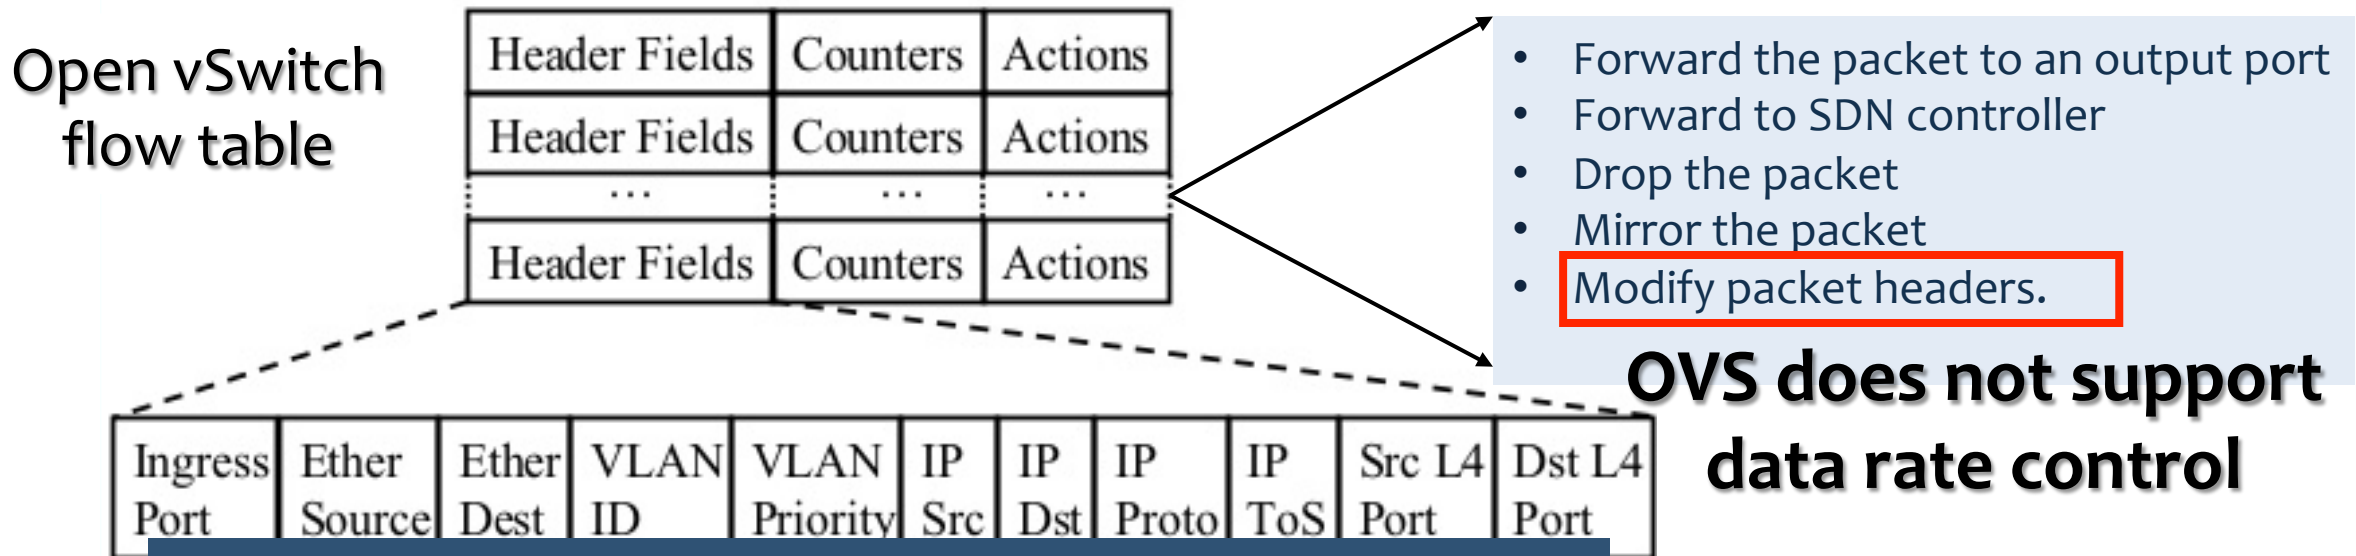 Open vSwitch
flow table
Header Fields Counters Actions
Header Fields Counters Actions
... ... ...
Header Fields Counters Actions
• Forward the packet to an output port
• Forward to SDN controller
• Drop the packet
• Mirror the packet
• Modify packet headers.
OVS does not support
data rate control
Ingress Port
Ether Source
Ether Dest
VLAN ID
VLAN Priority
IP Src
IP Dst
IP Proto
IP ToS
Src L4 Port
Dst L4 Port